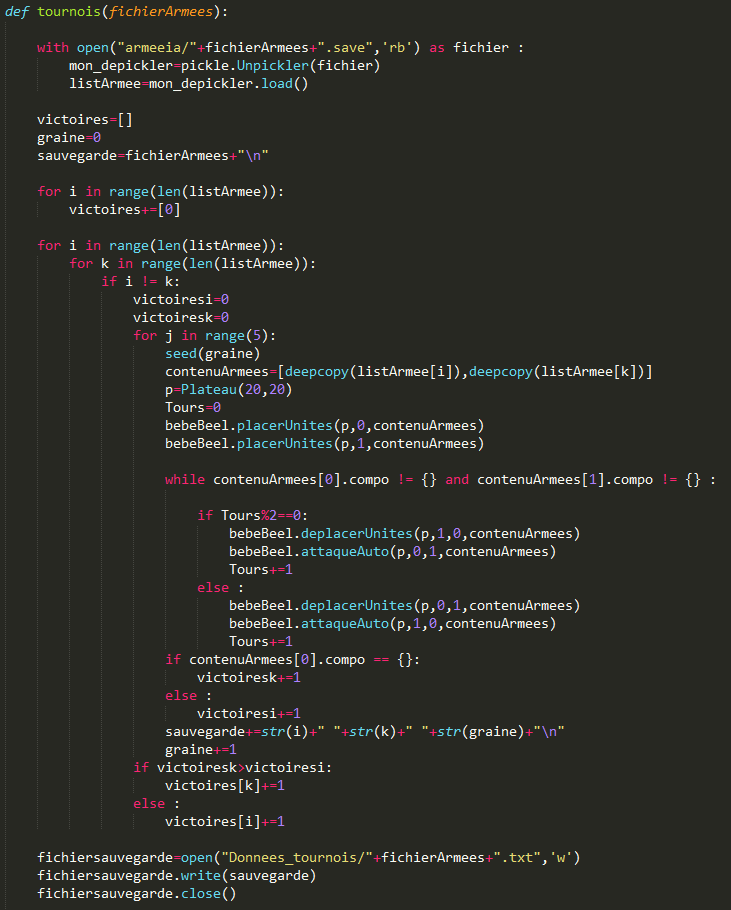 def tournois(fichierArmees):

    with open("armeeia/"+fichierArmees+".save",'rb') as fichier :
        mon_depickler=pickle.Unpickler(fichier)
        listArmee=mon_depickler.load()

    victoires=[]
    graine=0
    sauvegarde=fichierArmees+"\n"

    for i in range(len(listArmee)):
        victoires+=[0]

    for i in range(len(listArmee)):
        for k in range(len(listArmee)):
            if i != k:
                victoiresi=0
                victoiresk=0
                for j in range(5):
                    seed(graine)
                    contenuArmees=[deepcopy(listArmee[i]),deepcopy(listArmee[k])]
                    p=Plateau(20,20)
                    Tours=0
                    bebeBeel.placerUnites(p,0,contenuArmees)
                    bebeBeel.placerUnites(p,1,contenuArmees)

                    while contenuArmees[0].compo != {} and contenuArmees[1].compo != {} :

                        if Tours%2==0:
                            bebeBeel.deplacerUnites(p,1,0,contenuArmees)
                            bebeBeel.attaqueAuto(p,0,1,contenuArmees)
                            Tours+=1
                        else :
                            bebeBeel.deplacerUnites(p,0,1,contenuArmees)
                            bebeBeel.attaqueAuto(p,1,0,contenuArmees)
                            Tours+=1
                    if contenuArmees[0].compo == {}:
                        victoiresk+=1
                    else :
                        victoiresi+=1
                    sauvegarde+=str(i)+" "+str(k)+" "+str(graine)+"\n"
                    graine+=1
                if victoiresk>victoiresi:
                    victoires[k]+=1
                else :
                    victoires[i]+=1

    fichiersauvegarde=open("Donnees_tournois/"+fichierArmees+".txt",'w')
    fichiersauvegarde.write(sauvegarde)
    fichiersauvegarde.close()